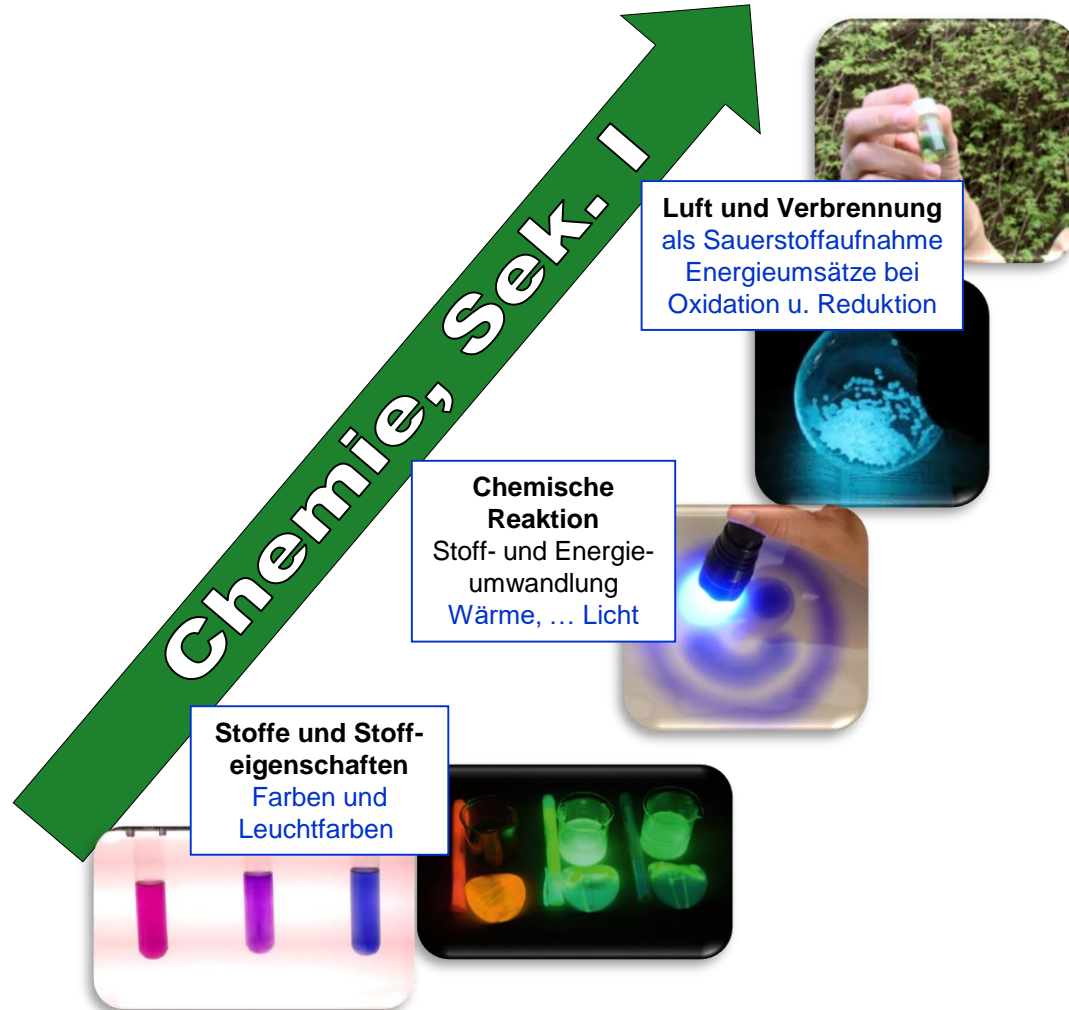 Chemie, Sek. I
Luft und Verbrennung
als Sauerstoffaufnahme
Energieumsätze bei
Oxidation u. Reduktion
Chemische
Reaktion
Stoff- und Energie-
umwandlung
Wärme, … Licht
Stoffe und Stoff-
eigenschaften
Farben und
Leuchtfarben